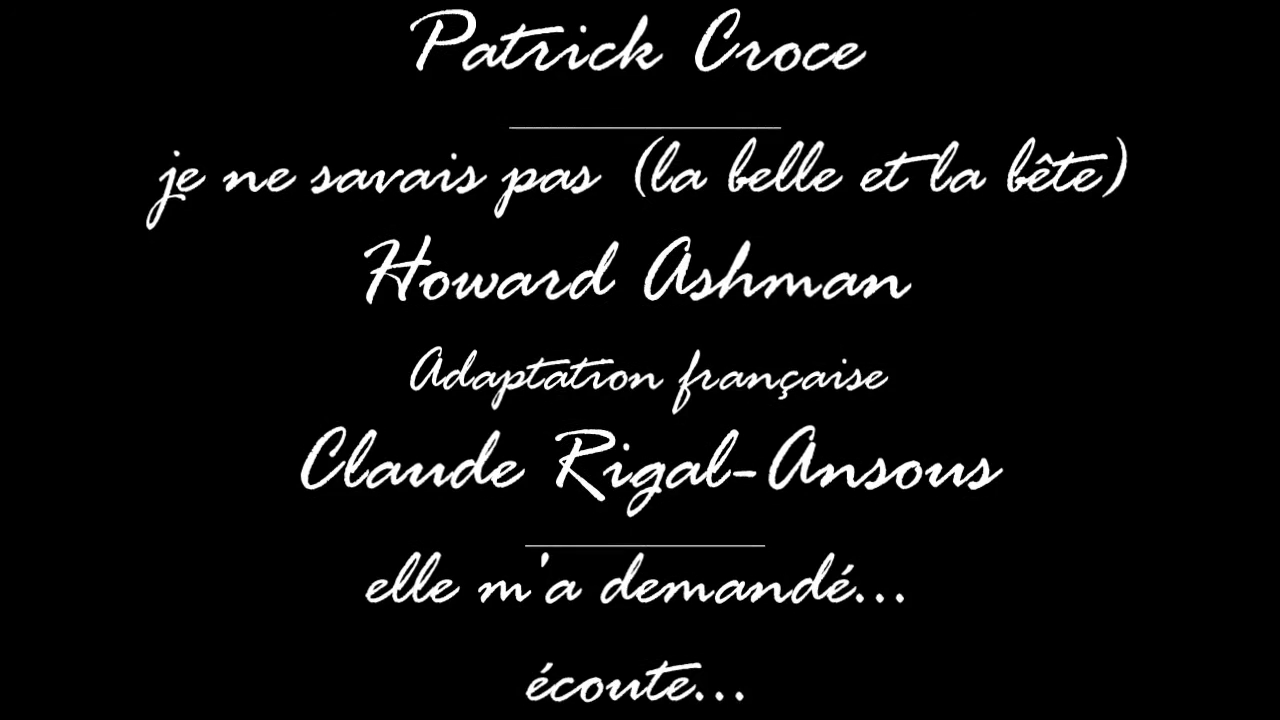 Patrick Croce
je ne savais pas (la belle et la bête)
Howard Ashman
Adaptation française
Claude Rigal-Ansous
elle m'a demandé...
écoute...